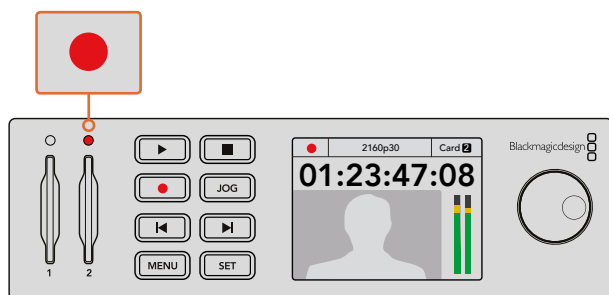 2160p30 Card 2
01:23:47:08
Blackmagicdesign
JOG
MENU SET
1 2